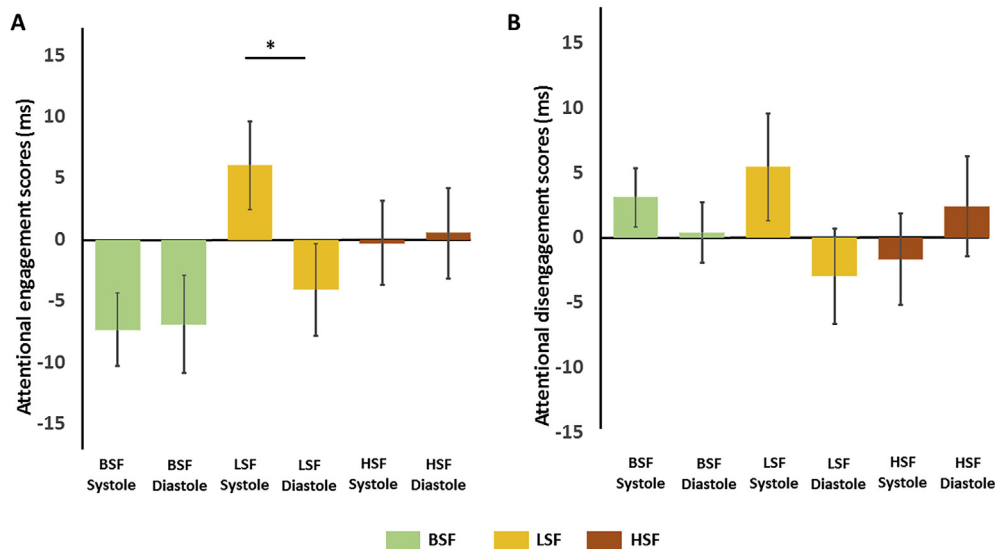 A
Attentional engagement scores (ms)
15
10
5
0
-5
-10
-15
*
BSF
Systole
BSF
Diastole
LSF
Systole
LSF
Diastole
HSF
Systole
HSF
Diastole
B
Attentional disengagement scores (ms)
15
10
5
0
-5
-10
-15
BSF
Systole
BSF
Diastole
LSF
Systole
LSF
Diastole
HSF
Systole
HSF
Diastole
BSF
LSF
HSF